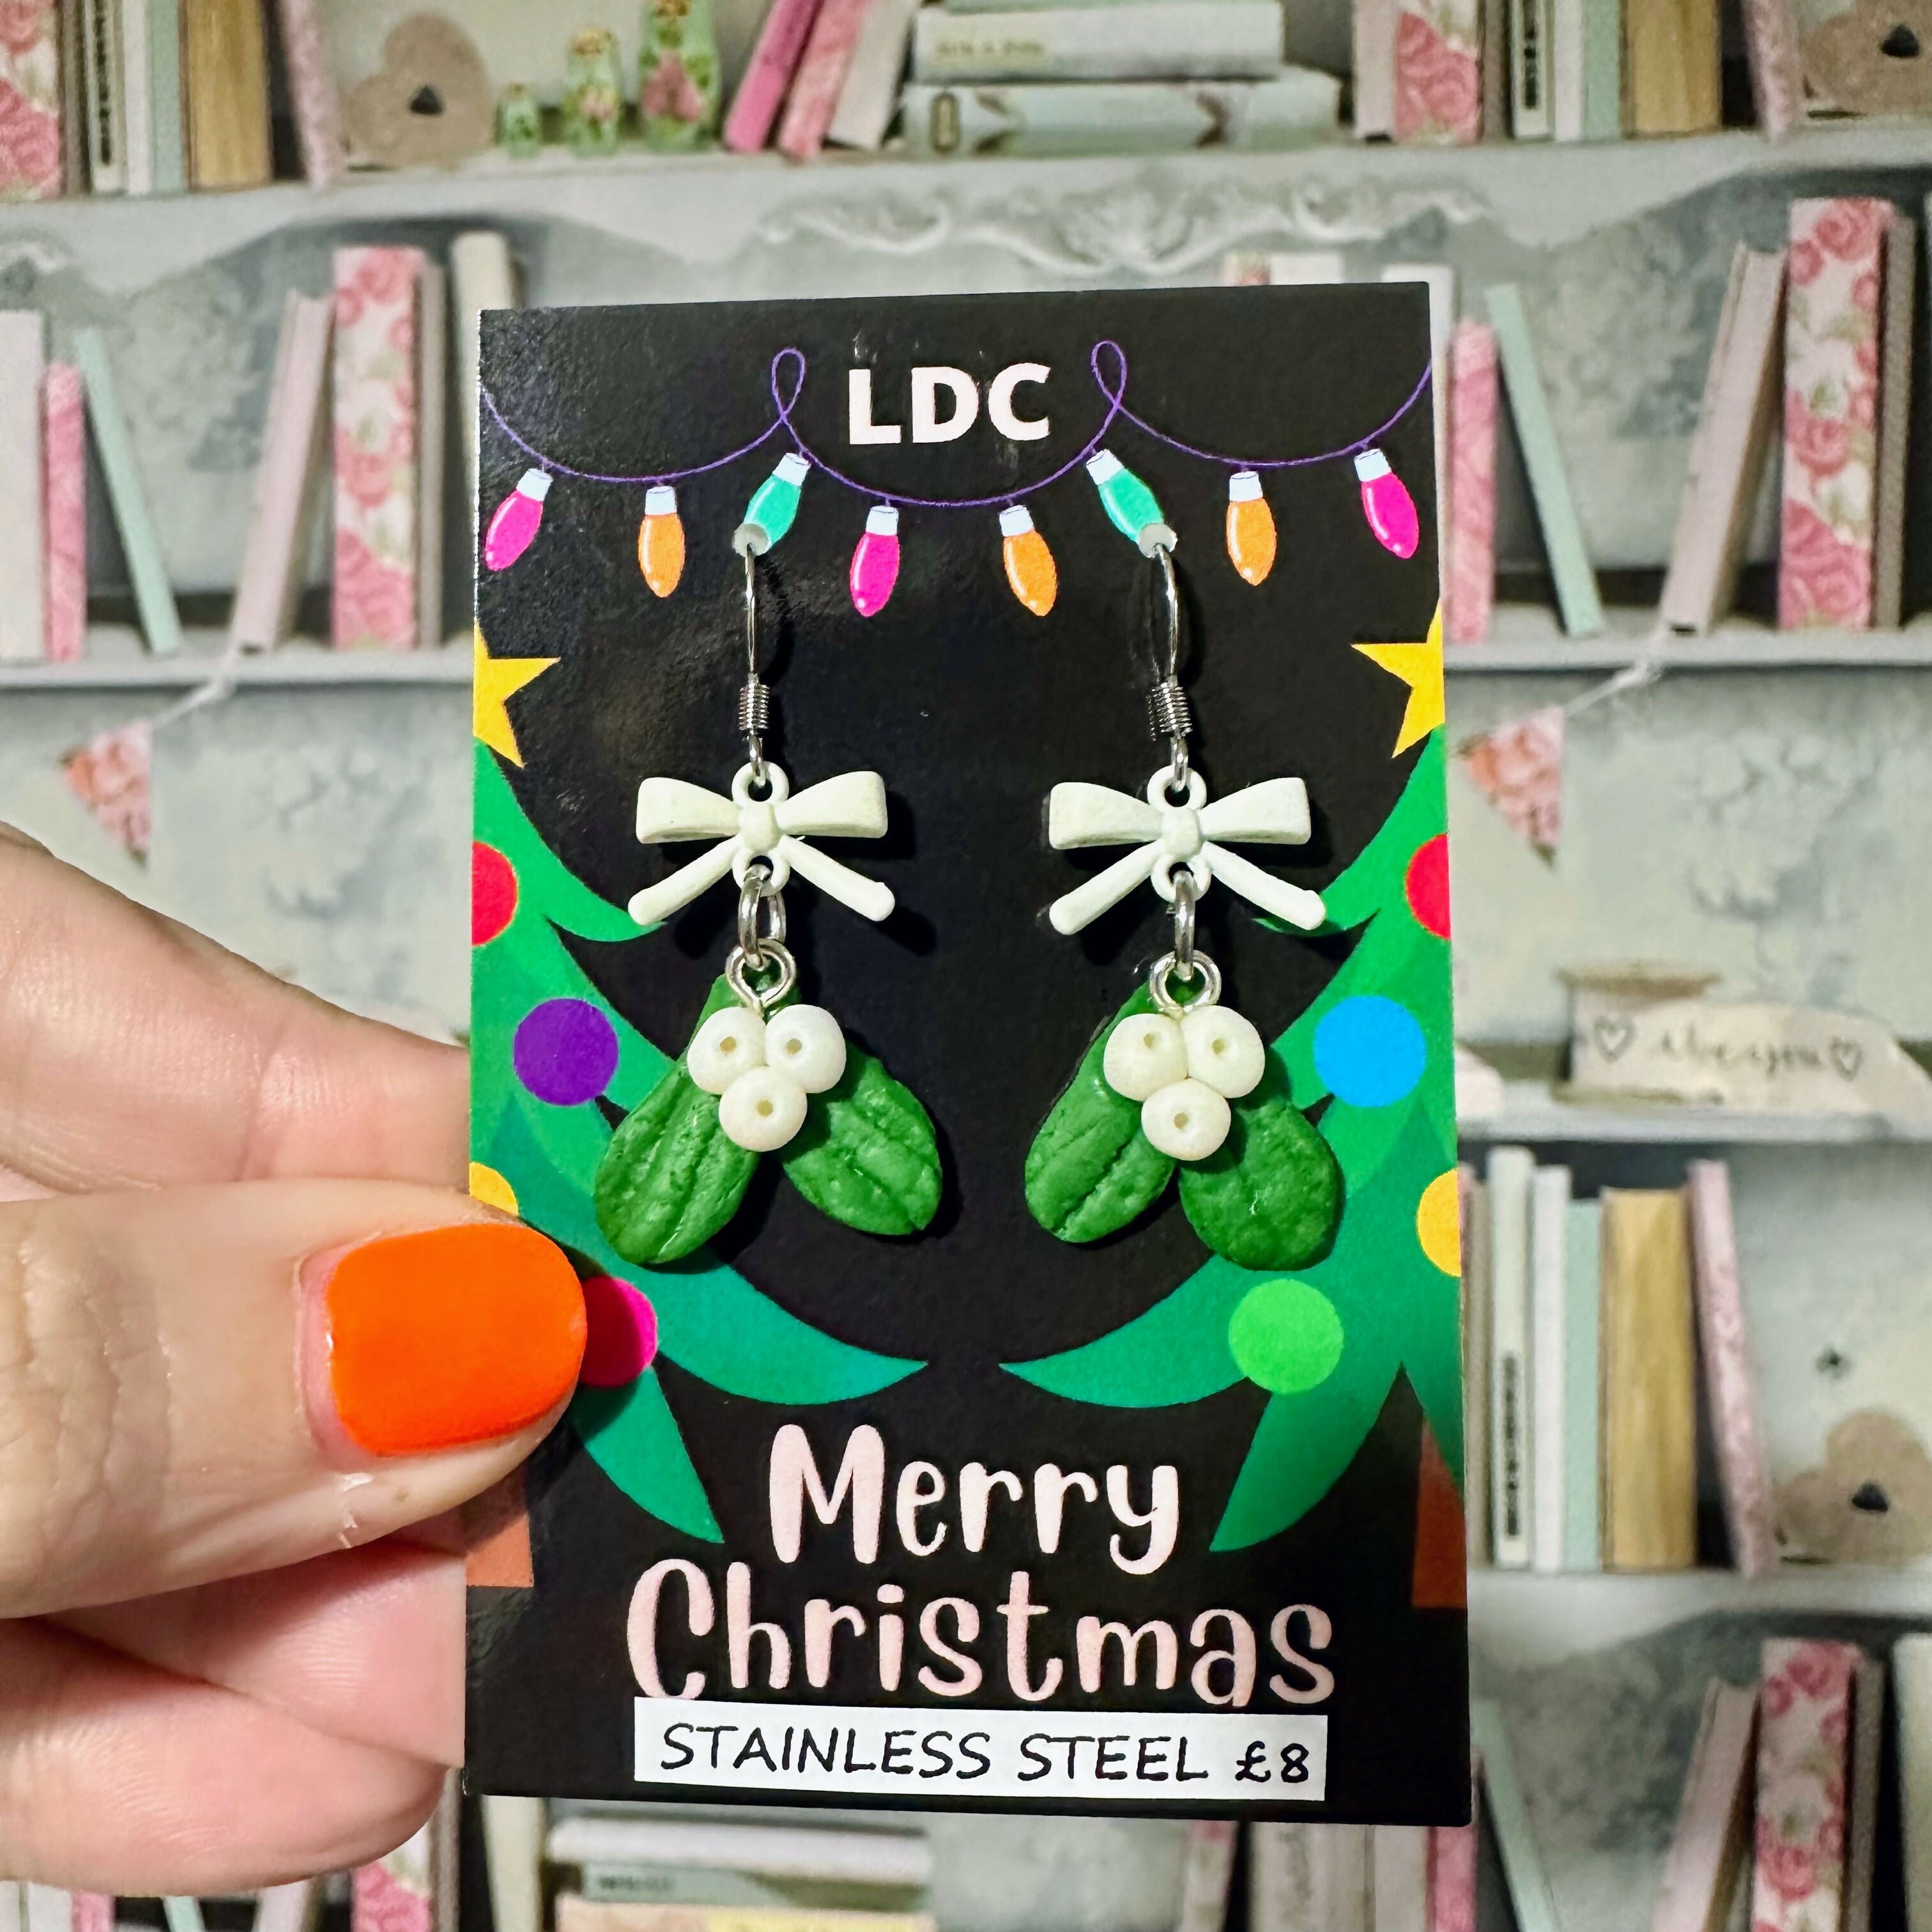 LDC
Merry
Christmas
STAINLESS STEEL £8